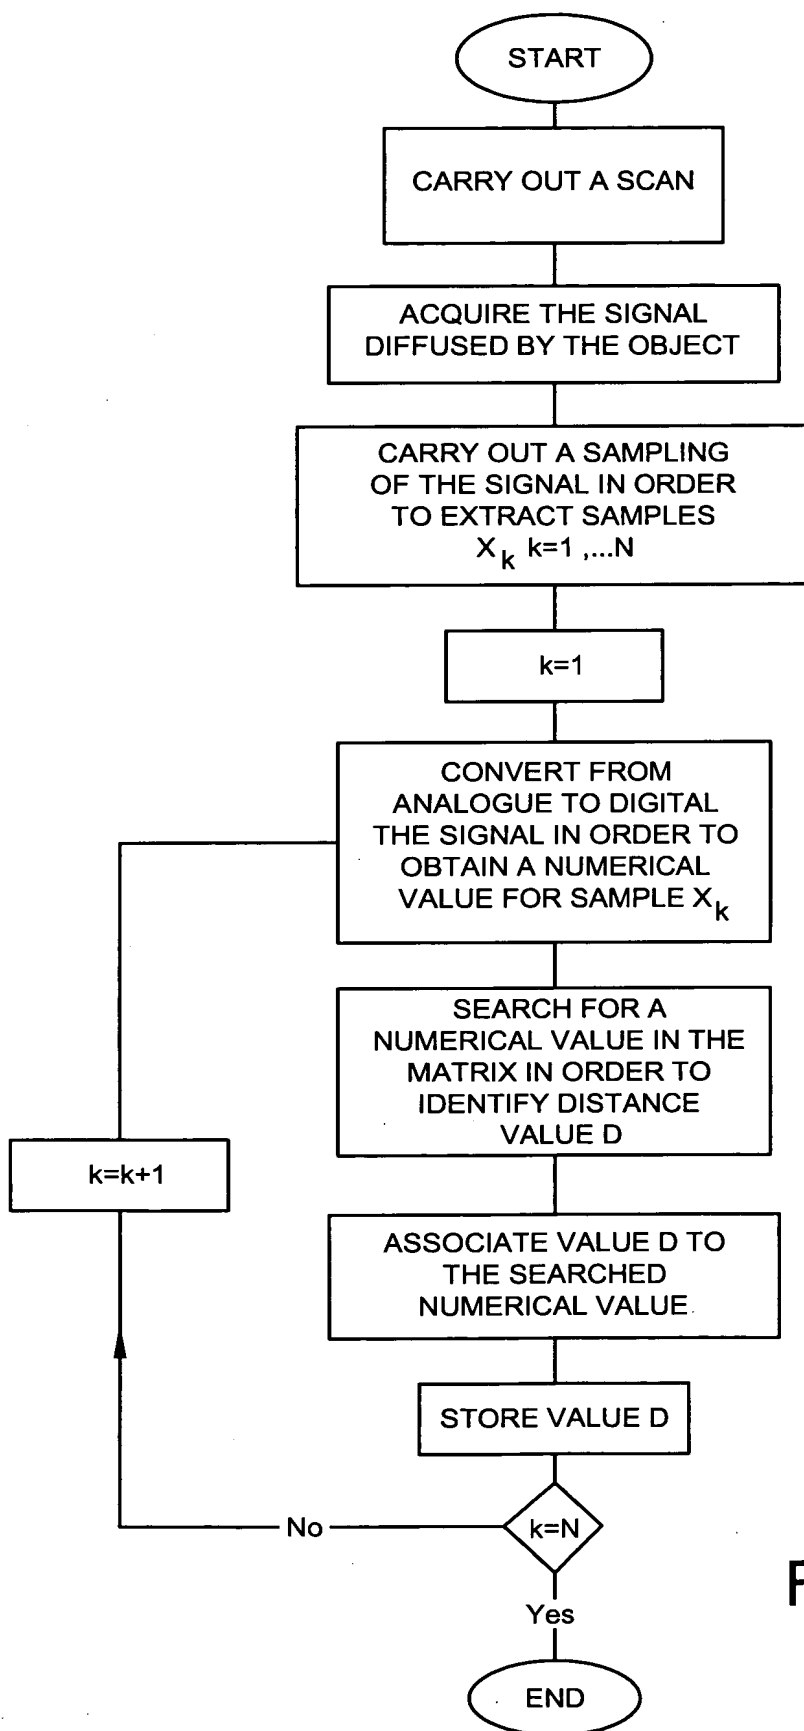 START
CARRY OUT A SCAN
ACQUIRE THE SIGNAL
DIFFUSED BY THE OBJECT
CARRY OUT A SAMPLING
OF THE SIGNAL IN ORDER
TO EXTRACT SAMPLES
X_k k=1 ,...N
k=1
CONVERT FROM
ANALOGUE TO DIGITAL
THE SIGNAL IN ORDER TO
OBTAIN A NUMERICAL
VALUE FOR SAMPLE X_k
SEARCH FOR A
NUMERICAL VALUE IN THE
MATRIX IN ORDER TO
IDENTIFY DISTANCE
VALUE D
k=k+1
ASSOCIATE VALUE D TO
THE SEARCHED
NUMERICAL VALUE
STORE VALUE D
k=N
No
Yes
END